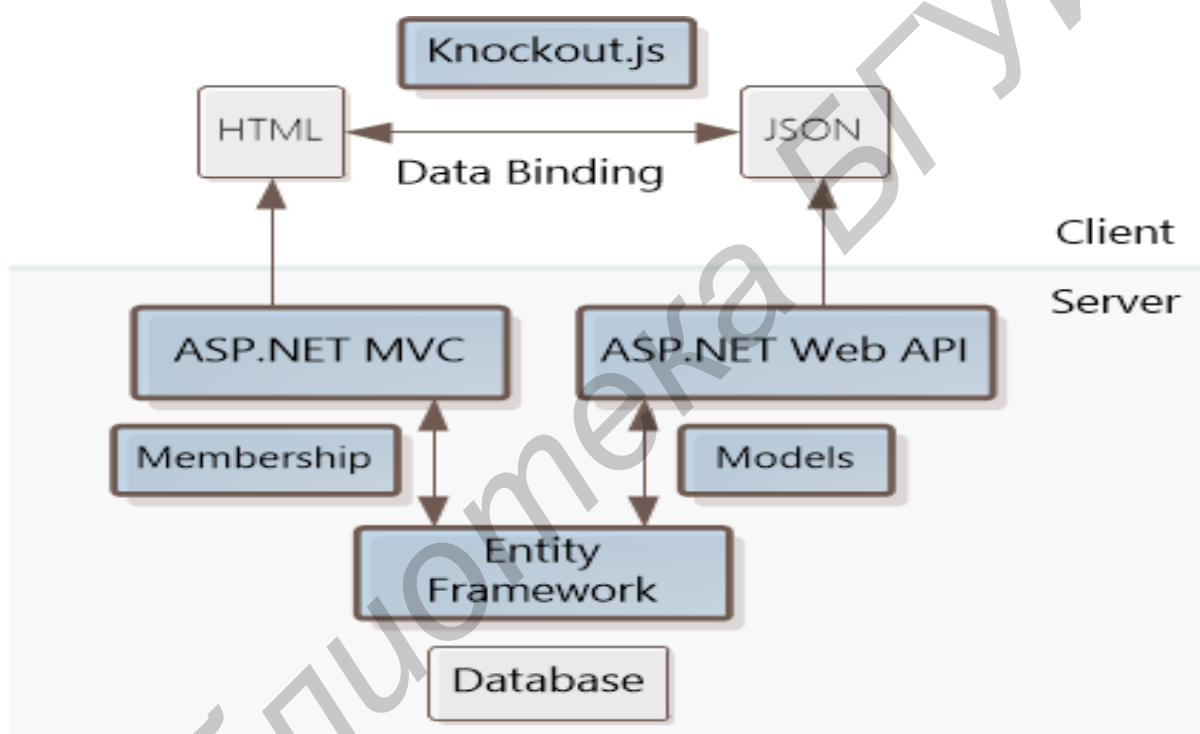 Knockout.js
HTML
JSON
Data Binding
Client
Server
ASP.NET MVC
ASP.NET Web API
Membership
Models
Entity
Framework
Database